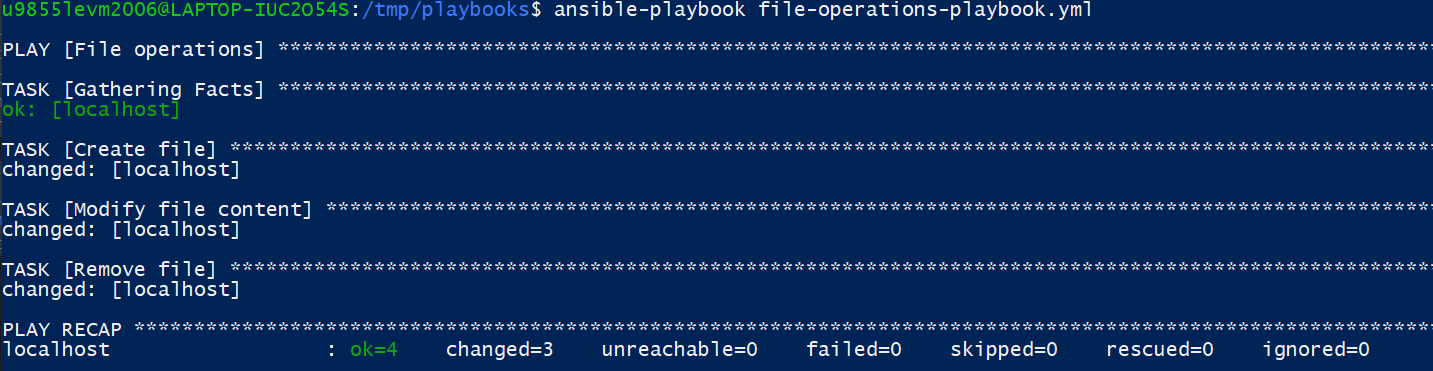 u9855levm2006@LAPTOP-IUC2O54S:/tmp/playbooks$ ansible-playbook file-operations-playbook.yml
PLAY [File operations] ************************************************************************************************
TASK [Gathering Facts] ************************************************************************************************
ok: [localhost]
TASK [Create file] ****************************************************************************************************
changed: [localhost]
TASK [Modify file content] ********************************************************************************************
changed: [localhost]
TASK [Remove file] ****************************************************************************************************
changed: [localhost]
PLAY RECAP ************************************************************************************************************
localhost                  : ok=4    changed=3    unreachable=0    failed=0    skipped=0    rescued=0    ignored=0